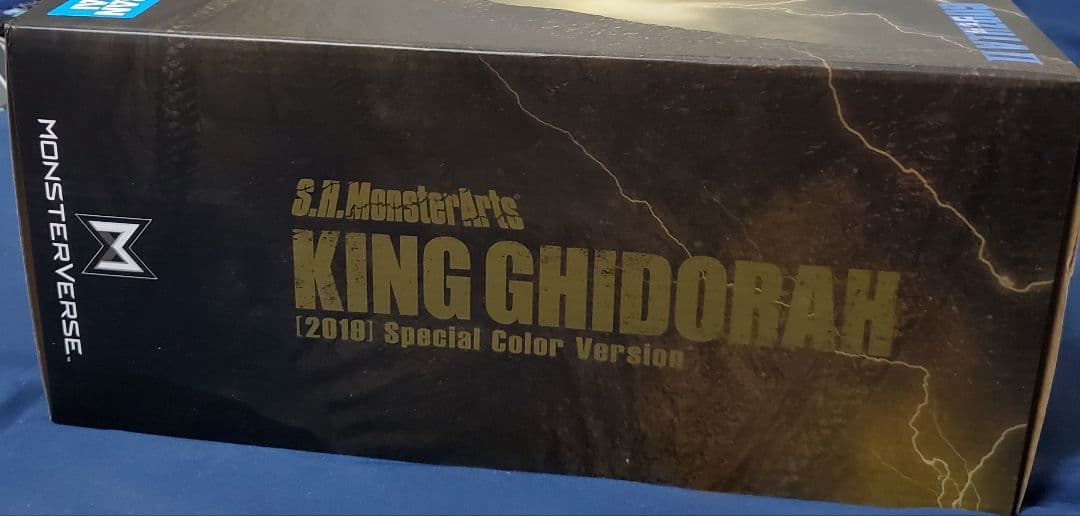 S.H.MonsterArts
KING GHIDORAH
[2019] Special Color Version
MONSTERVERSE